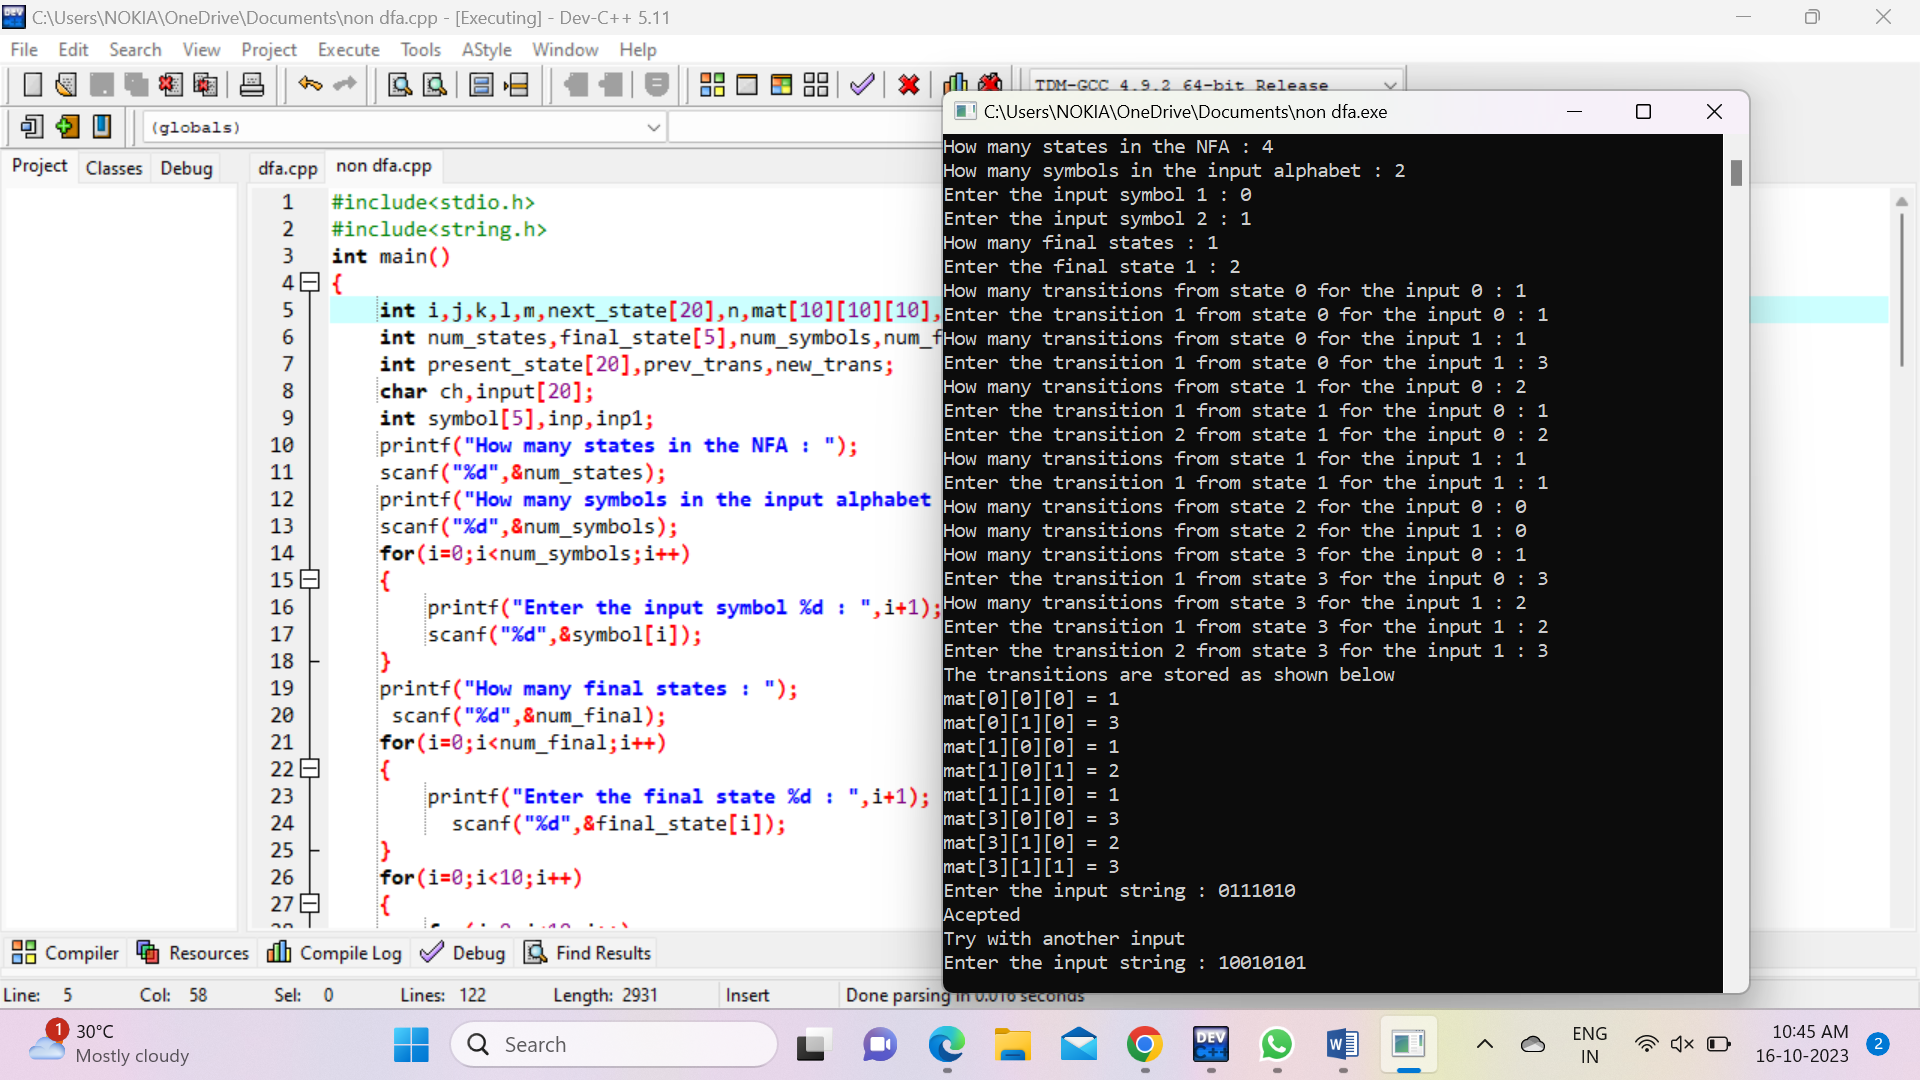 C:\Users\NOKIA\OneDrive\Documents\non dfa.cpp - [Executing] - Dev-C++ 5.11
File Edit Search View Project Execute Tools AStyle Window Help
TDM-GCC 4.9.2 64-bit Release
(globals)
Project Classes Debug
dfa.cpp non dfa.cpp
1 #include<stdio.h>
2 #include<string.h>
3 int main()
4 {
5 int i,j,k,l,m,next_state[20],n,mat[10][10][10],
6 int num_states,final_state[5],num_symbols,num_f
7 int present_state[20],prev_trans,new_trans;
8 char ch,input[20];
9 int symbol[5],inp,inp1;
10 printf("How many states in the NFA : ");
11 scanf("%d",&num_states);
12 printf("How many symbols in the input alphabet
13 scanf("%d",&num_symbols);
14 for(i=0;i<num_symbols;i++)
15 {
16 printf("Enter the input symbol %d : ",i+1);
17 scanf("%d",&symbol[i]);
18 }
19 printf("How many final states : ");
20 scanf("%d",&num_final);
21 for(i=0;i<num_final;i++)
22 {
23 printf("Enter the final state %d : ",i+1);
24 scanf("%d",&final_state[i]);
25 }
26 for(i=0;i<10;i++)
27 {
C:\Users\NOKIA\OneDrive\Documents\non dfa.exe
How many states in the NFA : 4
How many symbols in the input alphabet : 2
Enter the input symbol 1 : 0
Enter the input symbol 2 : 1
How many final states : 1
Enter the final state 1 : 2
How many transitions from state 0 for the input 0 : 1
Enter the transition 1 from state 0 for the input 0 : 1
How many transitions from state 0 for the input 1 : 1
Enter the transition 1 from state 0 for the input 1 : 3
How many transitions from state 1 for the input 0 : 2
Enter the transition 1 from state 1 for the input 0 : 1
Enter the transition 2 from state 1 for the input 0 : 2
How many transitions from state 1 for the input 1 : 1
Enter the transition 1 from state 1 for the input 1 : 1
How many transitions from state 2 for the input 0 : 0
How many transitions from state 2 for the input 1 : 0
How many transitions from state 3 for the input 0 : 1
Enter the transition 1 from state 3 for the input 0 : 3
How many transitions from state 3 for the input 1 : 2
Enter the transition 1 from state 3 for the input 1 : 2
Enter the transition 2 from state 3 for the input 1 : 3
The transitions are stored as shown below
mat[0][0][0] = 1
mat[0][1][0] = 3
mat[1][0][0] = 1
mat[1][0][1] = 2
mat[1][1][0] = 1
mat[3][0][0] = 3
mat[3][1][0] = 2
mat[3][1][1] = 3
Enter the input string : 0111010
Acepted
Try with another input
Enter the input string : 10010101
Compiler Resources Compile Log Debug Find Results
Line: 5 Col: 58 Sel: 0 Lines: 122 Length: 2931 Insert Done parsing in 0.016 seconds
1 30°C
Mostly cloudy
Search
DEV C++
W
ENG
IN
10:45 AM
16-10-2023
2